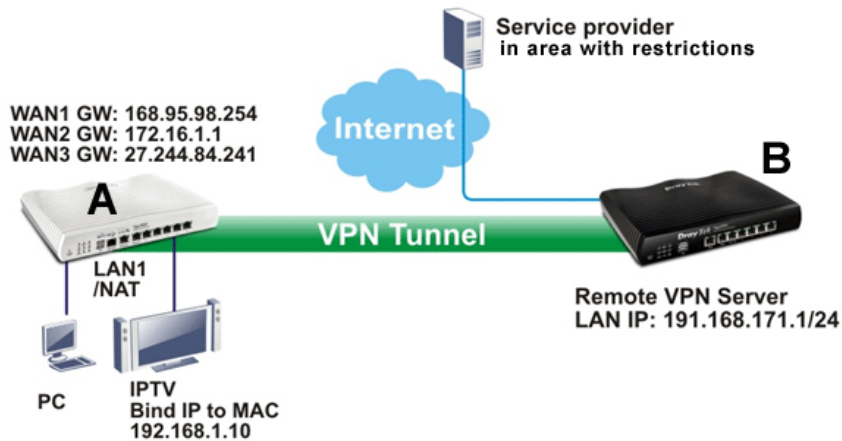 Service provider
in area with restrictions
WAN1 GW: 168.95.98.254
WAN2 GW: 172.16.1.1
WAN3 GW: 27.244.84.241
Internet
A
B
DrayTek
VPN Tunnel
LAN1
/NAT
Remote VPN Server
LAN IP: 191.168.171.1/24
PC
IPTV
Bind IP to MAC
192.168.1.10